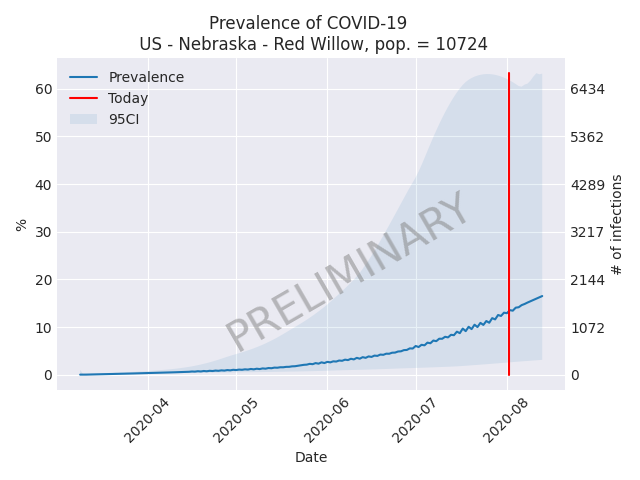 Prevalence of COVID-19
US - Nebraska - Red Willow, pop. = 10724
Prevalence
Today
95CI
60
50
40
30
20
10
0
%
6434
5362
4289
3217
2144
1072
0
# of infections
PRELIMINARY
2020-04
2020-05
2020-06
2020-07
2020-08
Date